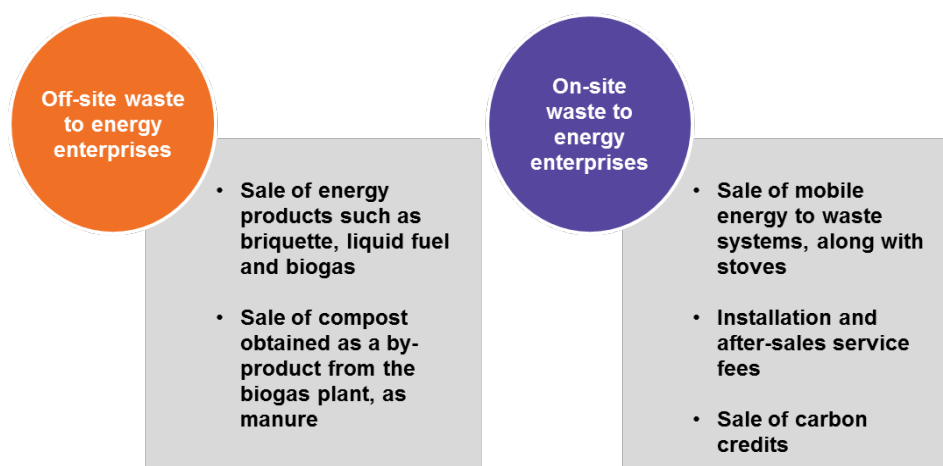 Off-site waste
to energy
enterprises
• Sale of energy
products such as
briquette, liquid fuel
and biogas
• Sale of compost
obtained as a by-
product from the
biogas plant, as
manure
On-site
waste to
energy
enterprises
• Sale of mobile
energy to waste
systems, along with
stoves
• Installation and
after-sales service
fees
• Sale of carbon
credits